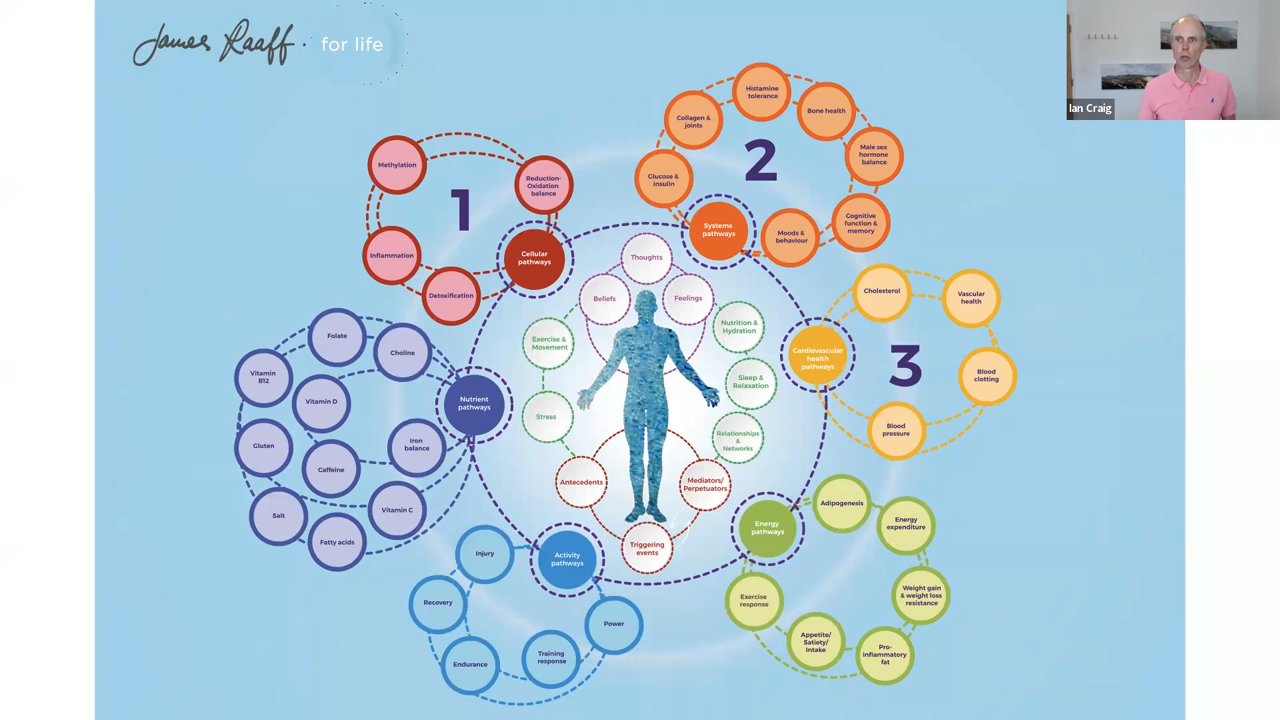 James Raaff.
for life
Ian Craig
1
Methylation
Reduction-
Oxidation
balance
Inflammation
Detoxification
Cellular
pathways
2
Histamine
tolerance
Collagen &
joints
Bone health
Glucose &
insulin
Male sex
hormone
balance
Cognitive
function &
memory
Moods &
behaviour
Systems
pathways
3
Cholesterol
Vascular
health
Blood
clotting
Blood
pressure
Cardiovascular
health
pathways
Thoughts
Beliefs
Feelings
Exercise &
Movement
Nutrition &
Hydration
Stress
Sleep &
Relaxation
Relationships
&
Networks
Antecedents
Mediators/
Perpetuators
Triggering
events
Nutrient
pathways
Folate
Choline
Vitamin
B12
Vitamin D
Gluten
Iron
balance
Caffeine
Salt
Vitamin C
Fatty acids
Activity
pathways
Injury
Recovery
Power
Endurance
Training
response
Energy
pathways
Adipogenesis
Energy
expenditure
Exercise
response
Weight gain
& weight loss
resistance
Appetite/
Satiety/
Intake
Pro-
inflammatory
fat